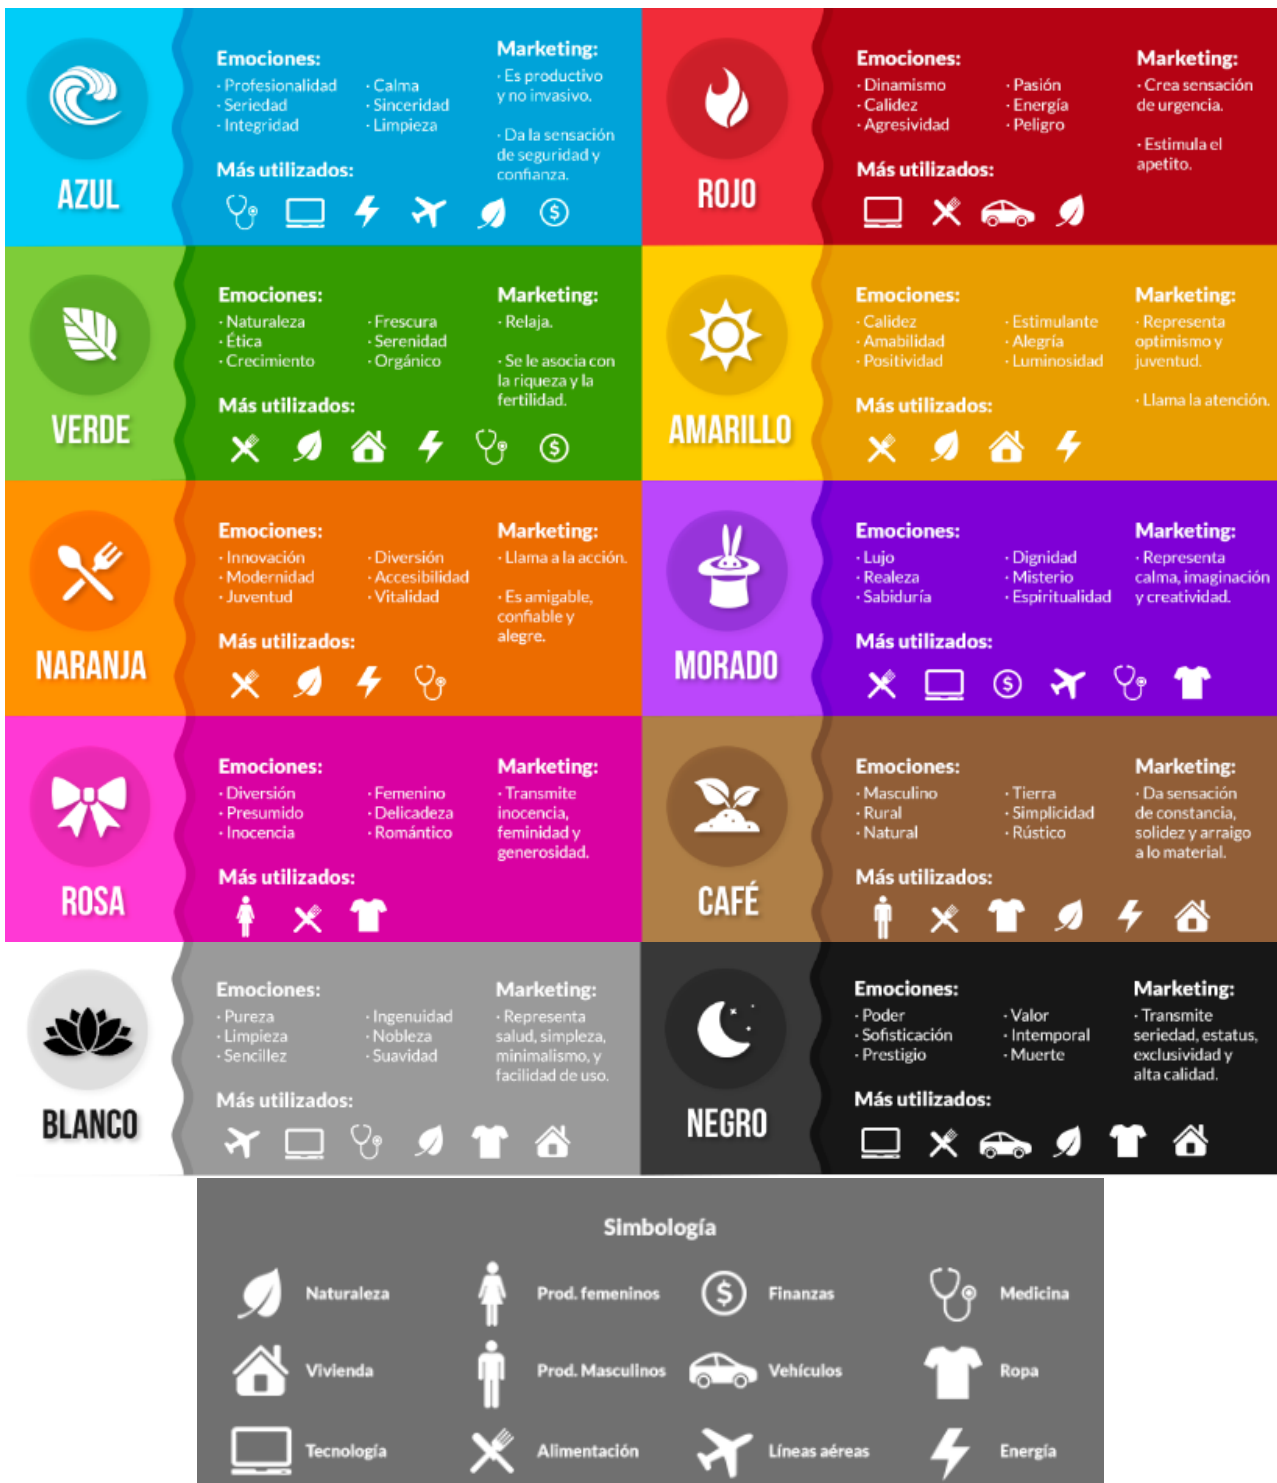 AZUL
Emociones:
· Profesionalidad
· Seriedad
· Integridad
· Calma
· Sinceridad
· Limpieza
Más utilizados:
Marketing:
· Es productivo
y no invasivo.
· Da la sensación
de seguridad y
confianza.
ROJO
Emociones:
· Dinamismo
· Calidez
· Agresividad
· Pasión
· Energía
· Peligro
Más utilizados:
Marketing:
· Crea sensación
de urgencia.
· Estimula el
apetito.
VERDE
Emociones:
· Naturaleza
· Ética
· Crecimiento
· Frescura
· Serenidad
· Orgánico
Más utilizados:
Marketing:
· Relaja.
· Se le asocia con
la riqueza y la
fertilidad.
AMARILLO
Emociones:
· Calidez
· Amabilidad
· Positividad
· Estimulante
· Alegría
· Luminosidad
Más utilizados:
Marketing:
· Representa
optimismo y
juventud.
· Llama la atención.
NARANJA
Emociones:
· Innovación
· Modernidad
· Juventud
· Diversión
· Accesibilidad
· Vitalidad
Más utilizados:
Marketing:
· Llama a la acción.
· Es amigable,
confiable y
alegre.
MORADO
Emociones:
· Lujo
· Realeza
· Sabiduría
· Dignidad
· Misterio
· Espiritualidad
Más utilizados:
Marketing:
· Representa
calma, imaginación
y creatividad.
ROSA
Emociones:
· Diversión
· Presumido
· Inocencia
· Femenino
· Delicadeza
· Romántico
Más utilizados:
Marketing:
· Transmite
inocencia,
feminidad y
generosidad.
CAFÉ
Emociones:
· Masculino
· Rural
· Natural
· Tierra
· Simplicidad
· Rústico
Más utilizados:
Marketing:
· Da sensación
de constancia,
solidez y arraigo
a lo material.
BLANCO
Emociones:
· Pureza
· Limpieza
· Sencillez
· Ingenuidad
· Nobleza
· Suavidad
Más utilizados:
Marketing:
· Representa
salud, simpleza,
minimalismo, y
facilidad de uso.
NEGRO
Emociones:
· Poder
· Sofisticación
· Prestigio
· Valor
· Intemporal
· Muerte
Más utilizados:
Marketing:
· Transmite
seriedad, estatus,
exclusividad y
alta calidad.
Simbología
Naturaleza
Prod. femeninos
Finanzas
Medicina
Vivienda
Prod. Masculinos
Vehículos
Ropa
Tecnología
Alimentación
Líneas aéreas
Energía